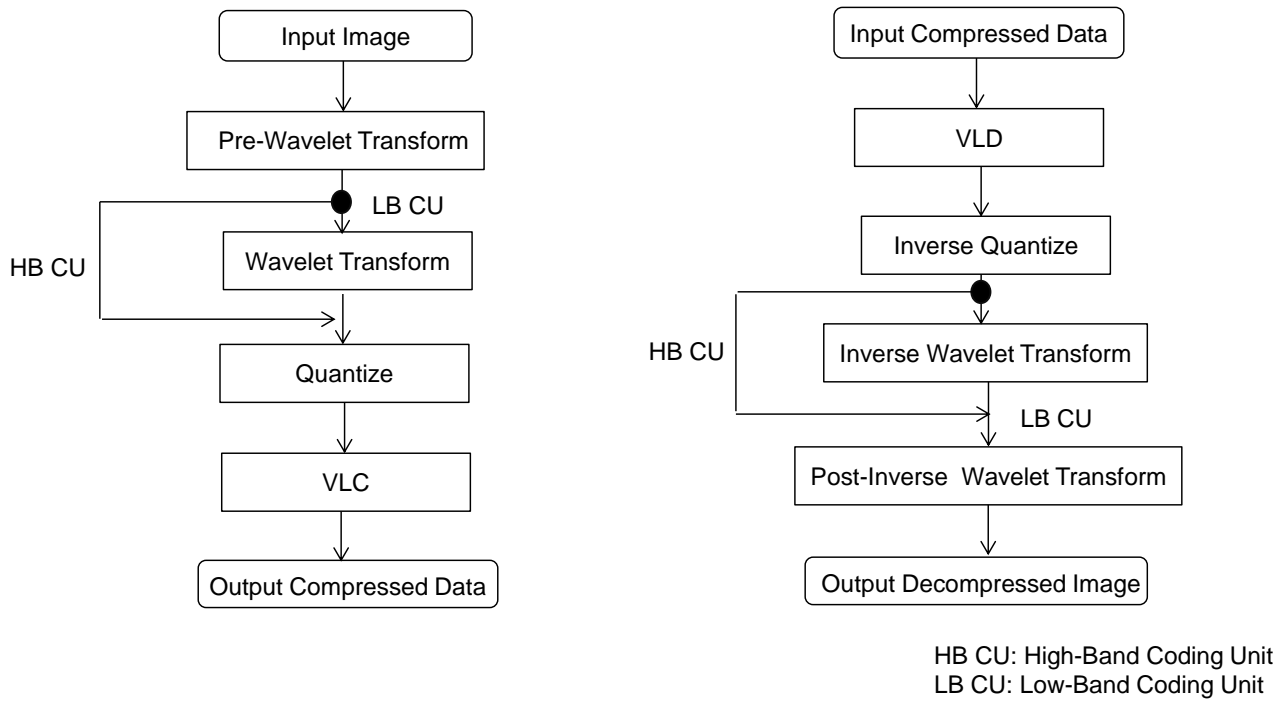 Input Image
Pre-Wavelet Transform
LB CU
HB CU
Wavelet Transform
Quantize
VLC
Output Compressed Data
Input Compressed Data
VLD
Inverse Quantize
HB CU
Inverse Wavelet Transform
LB CU
Post-Inverse Wavelet Transform
Output Decompressed Image
HB CU: High-Band Coding Unit
LB CU: Low-Band Coding Unit